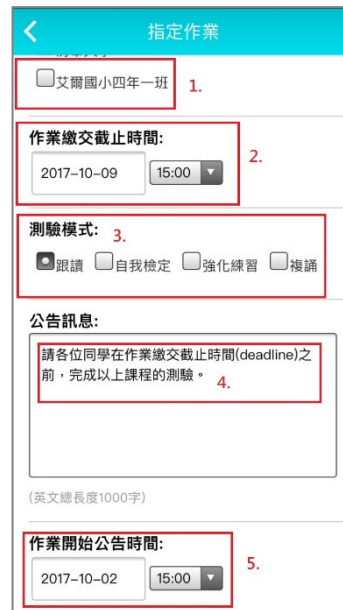 指定作業
艾爾國小四年一班 1.
作業繳交截止時間:
2017-10-09 15:00 2.
測驗模式: 3.
跟讀 自我檢定 強化練習 複誦
公告訊息:
請各位同學在作業繳交截止時間(deadline)之
前，完成以上課程的測驗。 4.
(英文總長度1000字)
作業開始公告時間:
2017-10-02 15:00 5.